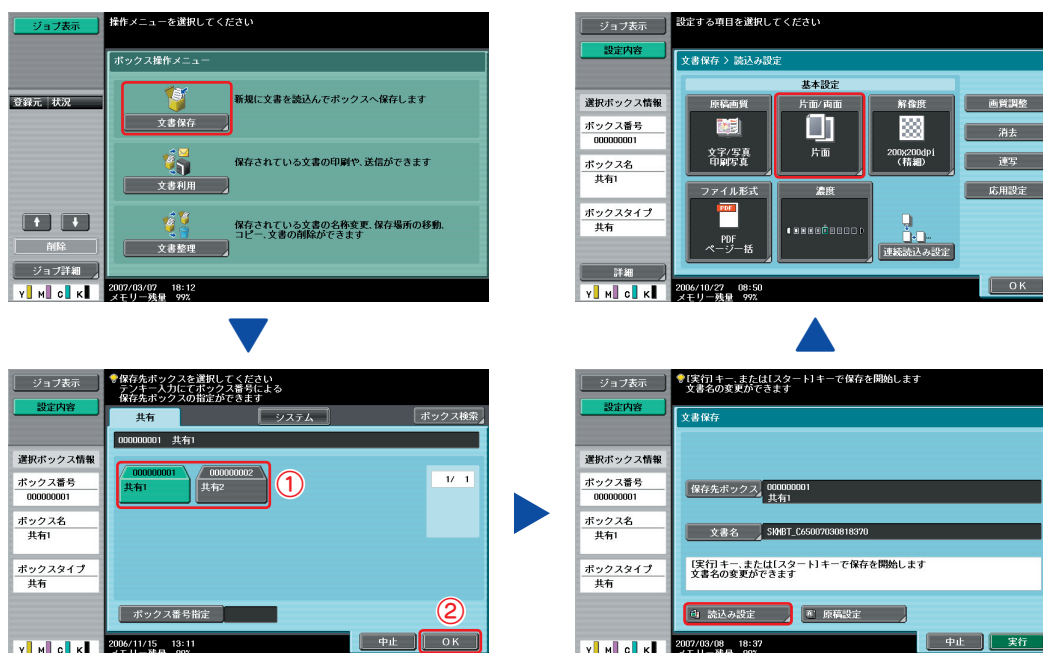 ジョブ表示
操作メニューを選択してください
ボックス操作メニュー
登録元 状況
新規に文書を読込んでボックスへ保存します
文書保存
保存されている文書の印刷や、送信ができます
文書利用
保存されている文書の名称変更、保存場所の移動、
コピー、文書の削除ができます
文書整理
↑ ↓
削除
ジョブ詳細
Y M C K
2007/03/07 18:12
メモリー残量 99%
ジョブ表示
設定内容
設定する項目を選択してください
文書保存 > 読込み設定
基本設定
選択ボックス情報
ボックス番号
000000001
ボックス名
共有1
ボックスタイプ
共有
詳細
原稿画質
文字/写真
印刷写真
片面/両面
片面
解像度
200x200dpi
(精細)
ファイル形式
PDF
PDF
ページ一括
濃度
連続読込み設定
画質調整
消去
連写
応用設定
Y M C K
2006/10/27 08:50
メモリー残量 99%
OK
ジョブ表示
設定内容
保存先ボックスを選択してください
テンキー入力にてボックス番号による
保存先ボックスの指定ができます
共有
システム
ボックス検索
000000001 共有1
選択ボックス情報
ボックス番号
000000001
ボックス名
共有1
ボックスタイプ
共有
000000001
共有1
000000002
共有2
①
1/ 1
ボックス番号指定
②
中止
OK
Y M C K
2006/11/15 13:11
メモリー残量 99%
ジョブ表示
設定内容
[実行]キー、または[スタート]キーで保存を開始します
文書名の変更ができます
文書保存
選択ボックス情報
ボックス番号
000000001
ボックス名
共有1
ボックスタイプ
共有
保存先ボックス
000000001
共有1
文書名
SKMBT_C65007030818370
[実行]キー、または[スタート]キーで保存を開始します
文書名の変更ができます
読込み設定
原稿設定
Y M C K
2007/03/08 18:37
メモリー残量 99%
中止
実行